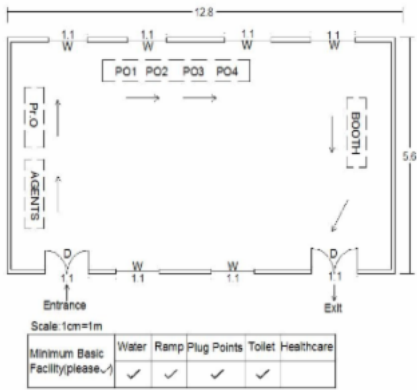 12.8
1.1 1.1 1.1 1.1
W W W W
PO1 PO2 PO3 PO4
Pr.O
AGENTS
BOOTH
5.6
D W W D
1.1 1.1 1.1 1.1
Entrance
Exit
Scale:1cm=1m
Minimum Basic Facility(please✓) Water Ramp Plug Points Toilet Healthcare
✓ ✓ ✓ ✓